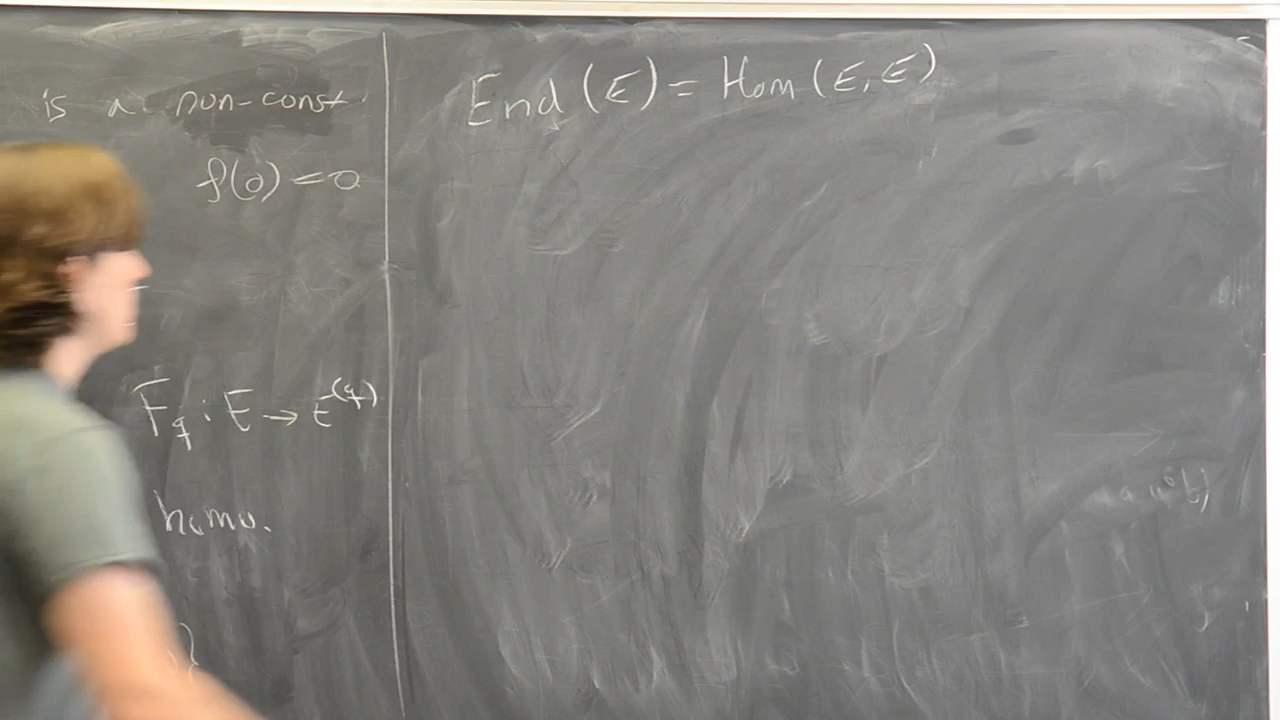 is a non-const
f(0) = 0
F_q : E → E^(q)
homo.
End (E) = Hom (E, E)